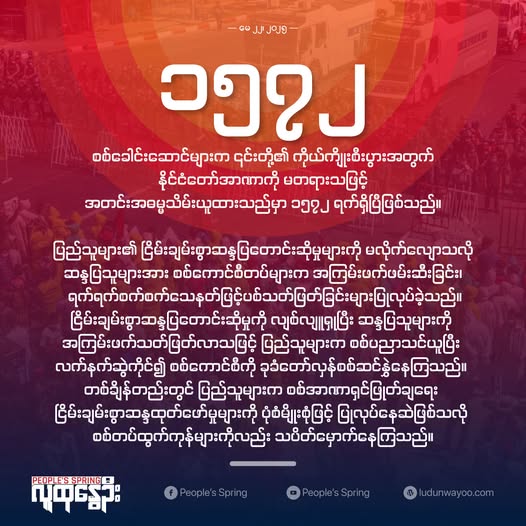 — မေ ၂၂၊ ၂၀၂၅ —
၁၅၇၂
စစ်ခေါင်းဆောင်များက ၎င်းတို့၏ ကိုယ်ကျိုးစီးပွားအတွက်
နိုင်ငံတော်အာဏာကို မတရားသဖြင့်
အတင်းအဓမ္မသိမ်းယူထားသည်မှာ ၁၅၇၂ ရက်ရှိပြီဖြစ်သည်။
ပြည်သူများ၏ ငြိမ်းချမ်းစွာဆန္ဒပြတောင်းဆိုမှုများကို မလိုက်လျောသလို
ဆန္ဒပြသူများအား စစ်ကောင်စီတပ်များက အကြမ်းဖက်ဖမ်းဆီးခြင်း၊
ရက်ရက်စက်စက်သေနတ်ဖြင့်ပစ်သတ်ဖြတ်ခြင်းများပြုလုပ်ခဲ့သည်။
ငြိမ်းချမ်းစွာဆန္ဒပြတောင်းဆိုမှုကို လျစ်လျူရှုပြီး ဆန္ဒပြသူများကို
အကြမ်းဖက်သတ်ဖြတ်လာသဖြင့် ပြည်သူများက စစ်ပညာသင်ယူပြီး
လက်နက်ဆွဲကိုင်၍ စစ်ကောင်စီကို ခုခံတော်လှန်စစ်ဆင်နွှဲနေကြသည်။
တစ်ချိန်တည်းတွင် ပြည်သူများက စစ်အာဏာရှင်ပြုတ်ချရေး
ငြိမ်းချမ်းစွာဆန္ဒထုတ်ဖော်မှုများကို ပုံစံမျိုးစုံဖြင့် ပြုလုပ်နေဆဲဖြစ်သလို
စစ်တပ်ထွက်ကုန်များကိုလည်း သပိတ်မှောက်နေကြသည်။
PEOPLE'S SPRING
လူထုနွေဦး
People's Spring
People's Spring
ludunwayoo.com